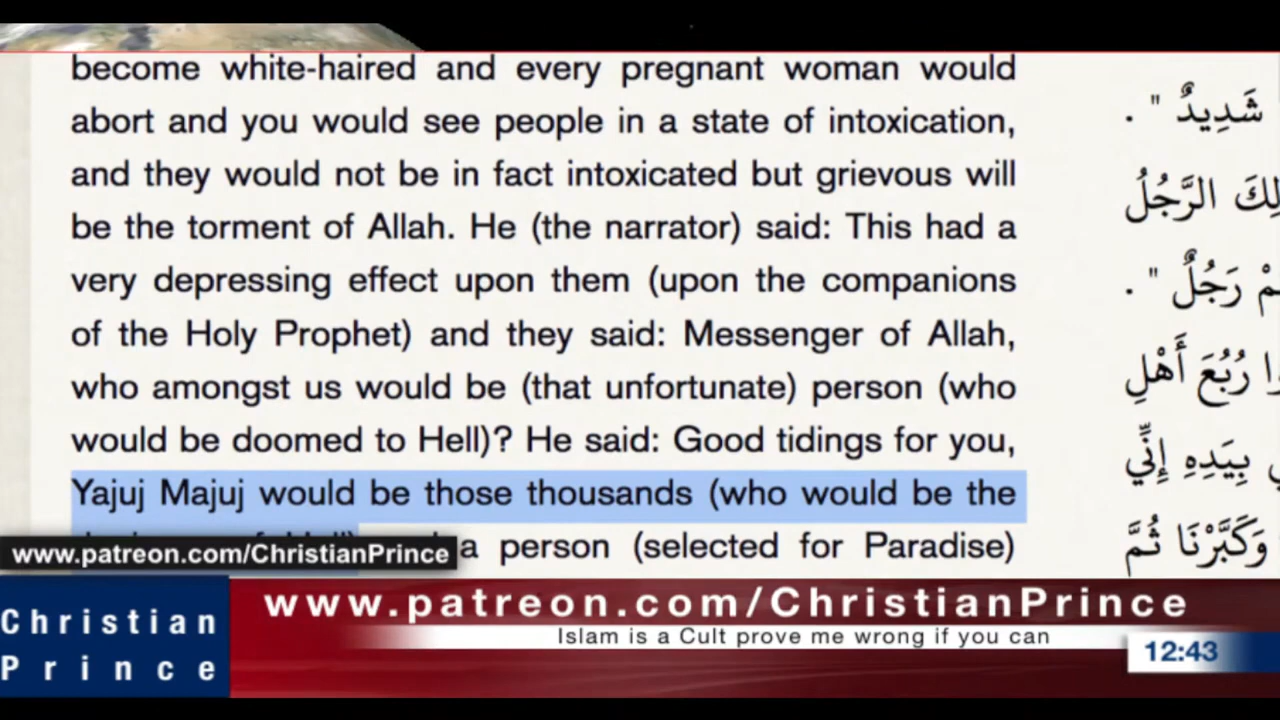 become white-haired and every pregnant woman would
abort and you would see people in a state of intoxication,
and they would not be in fact intoxicated but grievous will
be the torment of Allah. He (the narrator) said: This had a
very depressing effect upon them (upon the companions
of the Holy Prophet) and they said: Messenger of Allah,
who amongst us would be (that unfortunate) person (who
would be doomed to Hell)? He said: Good tidings for you,
Yajuj Majuj would be those thousands (who would be the
a person (selected for Paradise)
شَدِيدٌ " .
الرَّجُلُ
رَجُلٌ " .
رُبُعَ أَهْلِ
بِيَدِهِ إِنِّي
وَكَبَّرْنَا ثُمَّ
www.patreon.com/ChristianPrince
Christian
Prince
www.patreon.com/ChristianPrince
Islam is a Cult prove me wrong if you can
12:43